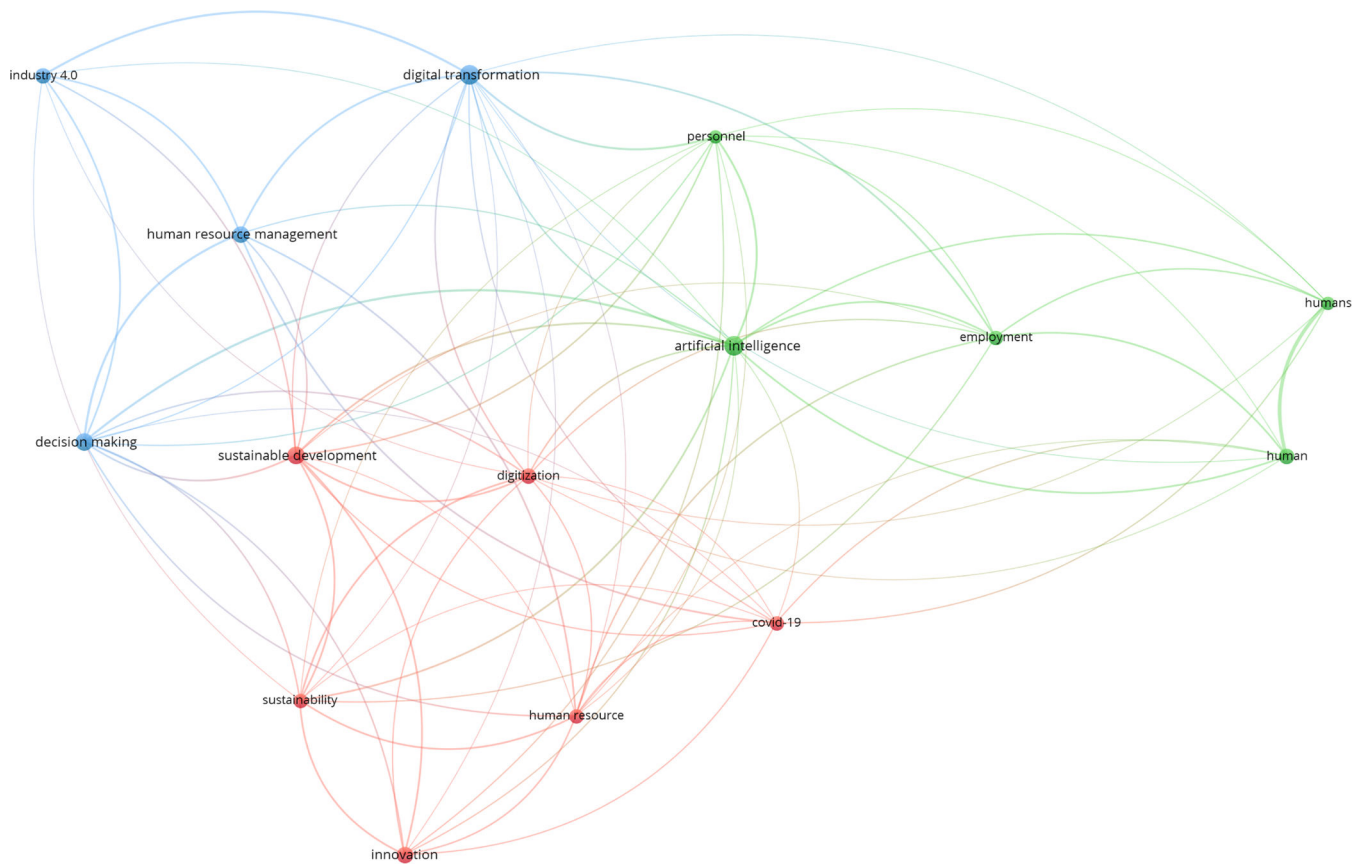 industry 4.0
digital transformation
personnel
human resource management
humans
employment
artificial intelligence
decision making
sustainable development
human
digitization
covid-19
sustainability
human resource
innovation